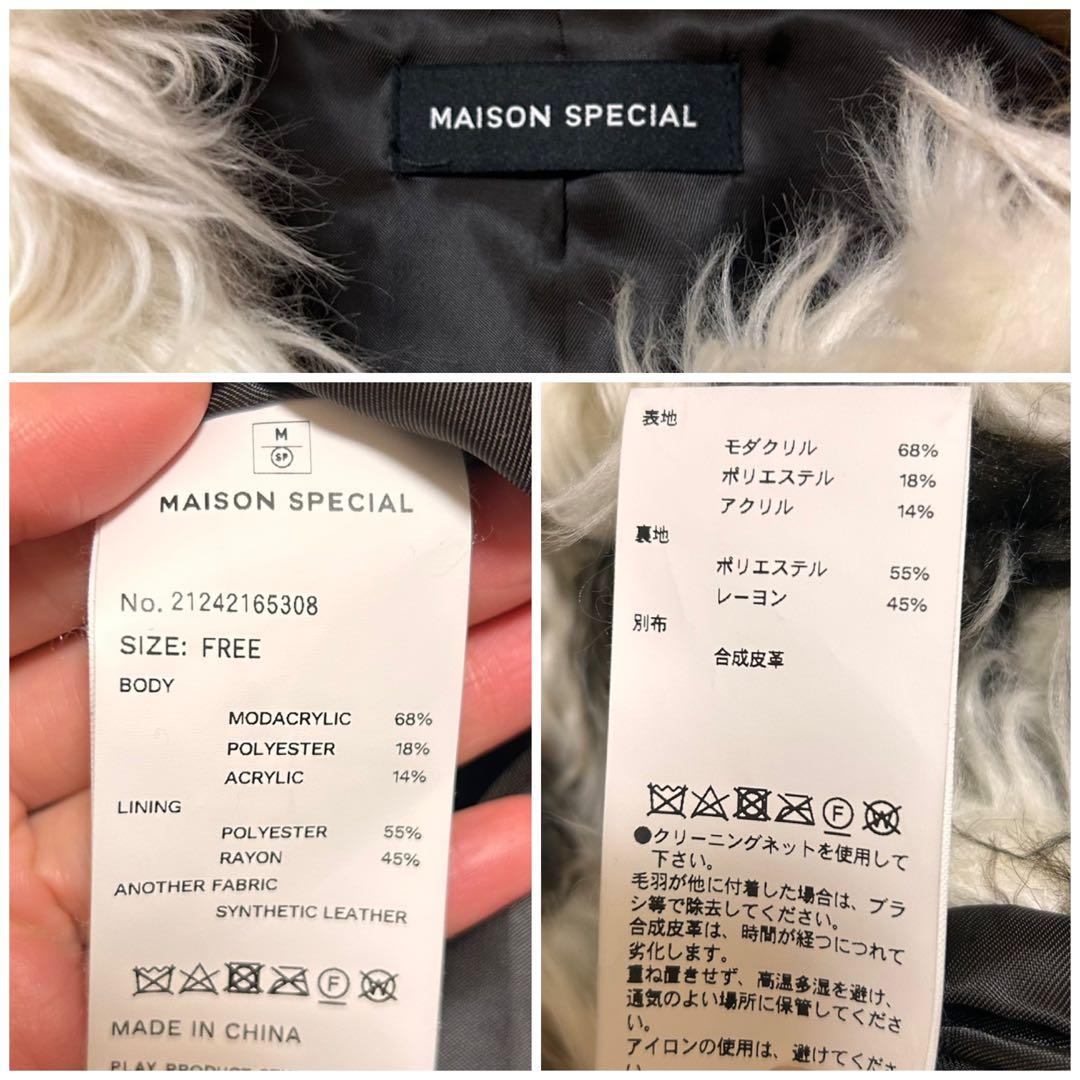 MAISON SPECIAL
M
SP
MAISON SPECIAL
No. 21242165308
SIZE: FREE
BODY
MODACRYLIC 68%
POLYESTER 18%
ACRYLIC 14%
LINING
POLYESTER 55%
RAYON 45%
ANOTHER FABRIC
SYNTHETIC LEATHER
F W
MADE IN CHINA
PLAY PRODUCT
表地
モダクリル 68%
ポリエステル 18%
アクリル 14%
裏地
ポリエステル 55%
レーヨン 45%
別布
合成皮革
F W
●クリーニングネットを使用して
下さい。
毛羽が他に付着した場合は、ブラ
シ等で除去してください。
合成皮革は、時間が経つにつれて
劣化します。
重ね置きせず、高温多湿を避け、
通気のよい場所に保管してくださ
い。
アイロンの使用は、避けてくださ
い。